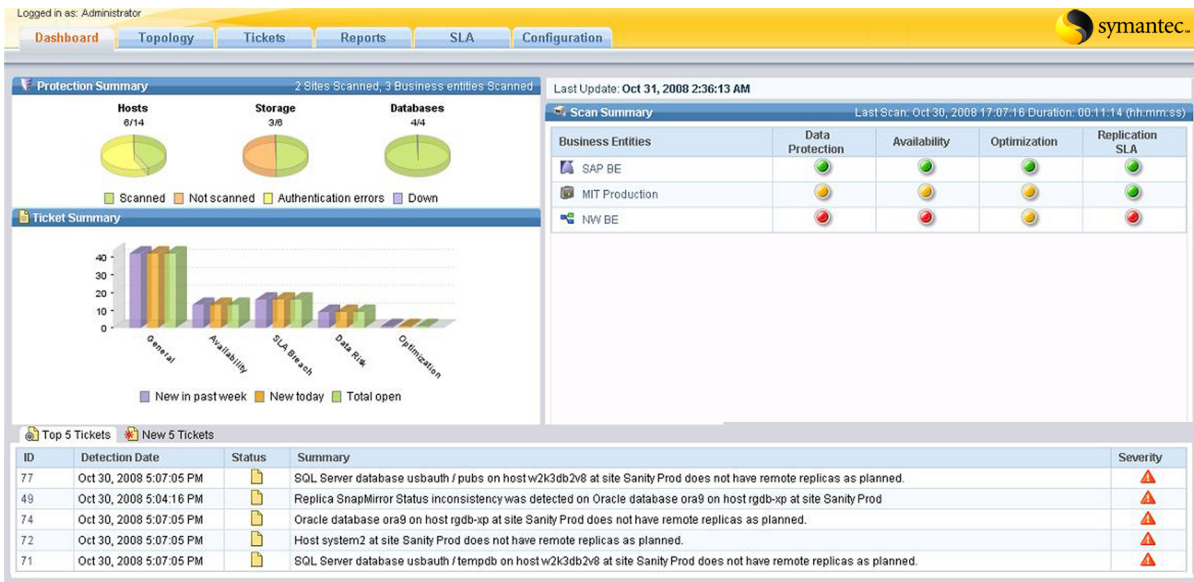 Logged in as: Administrator
symantec.
Dashboard Topology Tickets Reports SLA Configuration
Protection Summary 2 Sites Scanned, 3 Business entities Scanned
Hosts Storage Databases
6/14 3/6 4/4
Scanned Not scanned Authentication errors Down
Ticket Summary
40
30
20
10
0
General Availability SLA Breach Data Risk Optimization
New in past week New today Total open
Last Update: Oct 31, 2008 2:36:13 AM
Scan Summary Last Scan: Oct 30, 2008 17:07:16 Duration: 00:11:14 (hh:mm:ss)
Business Entities Data Protection Availability Optimization Replication SLA
SAP BE
MIT Production
NW BE
Top 5 Tickets New 5 Tickets
ID Detection Date Status Summary Severity
77 Oct 30, 2008 5:07:05 PM SQL Server database usbauth / pubs on host w2k3db2v8 at site Sanity Prod does not have remote replicas as planned.
49 Oct 30, 2008 5:04:16 PM Replica SnapMirror Status inconsistency was detected on Oracle database ora9 on host rgdb-xp at site Sanity Prod
74 Oct 30, 2008 5:07:05 PM Oracle database ora9 on host rgdb-xp at site Sanity Prod does not have remote replicas as planned.
72 Oct 30, 2008 5:07:05 PM Host system2 at site Sanity Prod does not have remote replicas as planned.
71 Oct 30, 2008 5:07:05 PM SQL Server database usbauth / tempdb on host w2k3db2v8 at site Sanity Prod does not have remote replicas as planned.